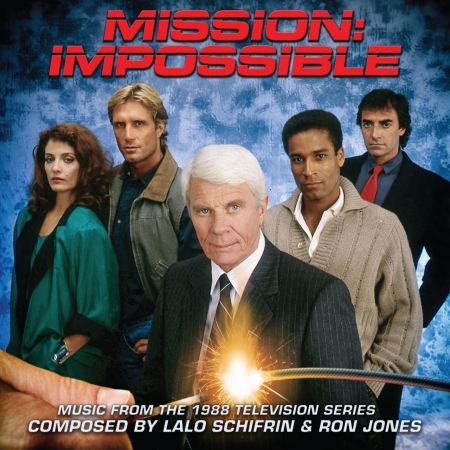 MISSION:
IMPOSSIBLE
MUSIC FROM THE 1988 TELEVISION SERIES
COMPOSED BY LALO SCHIFRIN & RON JONES